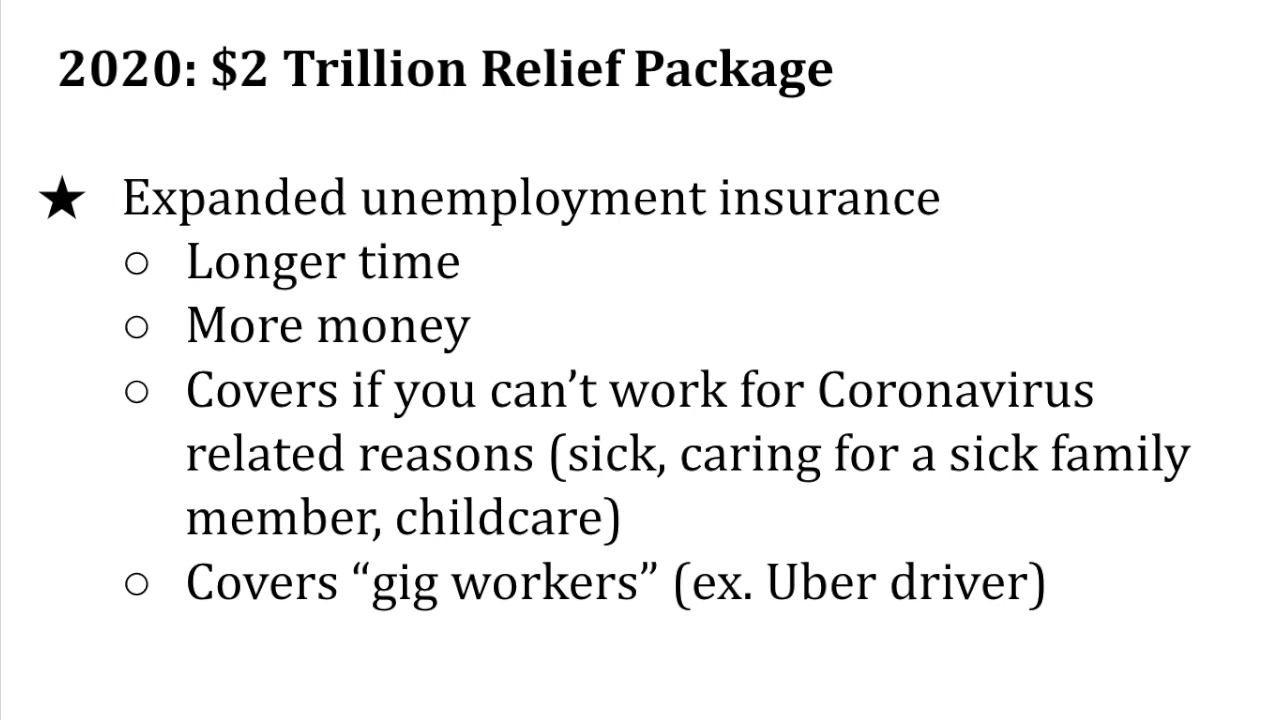 2020: $2 Trillion Relief Package
★ Expanded unemployment insurance
○ Longer time
○ More money
○ Covers if you can’t work for Coronavirus
related reasons (sick, caring for a sick family
member, childcare)
○ Covers “gig workers” (ex. Uber driver)